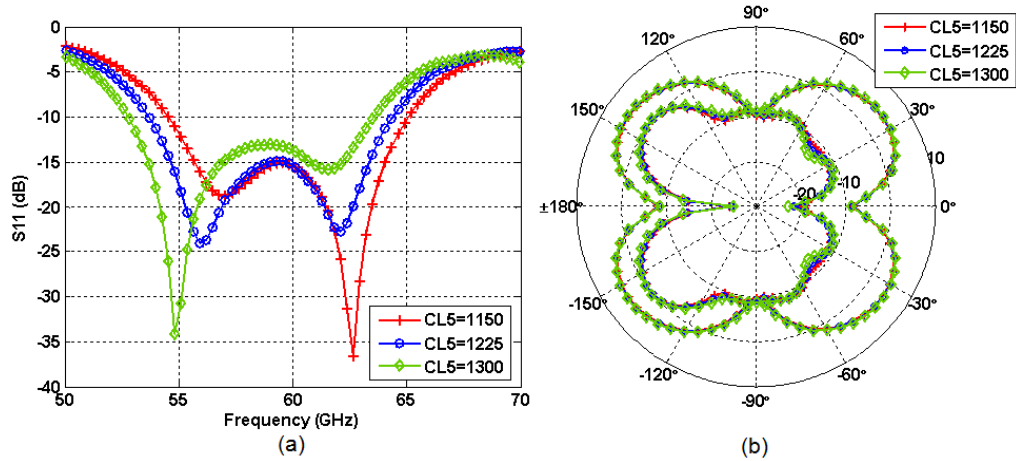 0
-5
-10
-15
-20
-25
-30
-35
-40
S11 (dB)
50
55
60
65
70
Frequency (GHz)
CL5=1150
CL5=1225
CL5=1300
(a)
90°
120°
60°
150°
30°
10
-10
-20
±180°
0°
-150°
-30°
-120°
-60°
-90°
CL5=1150
CL5=1225
CL5=1300
(b)